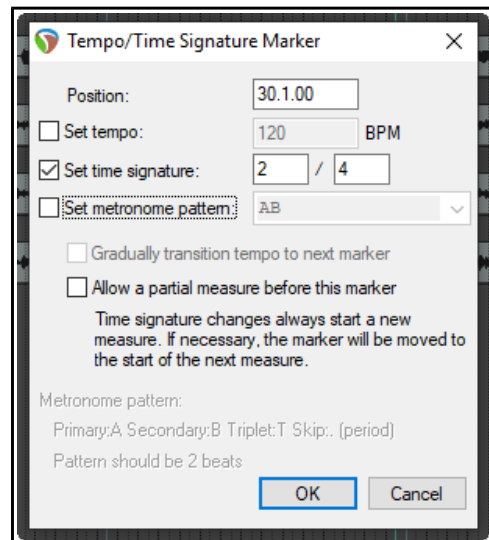 Tempo/Time Signature Marker
Position: 30.1.00
Set tempo: 120 BPM
Set time signature: 2 / 4
Set metronome pattern: AB
Gradually transition tempo to next marker
Allow a partial measure before this marker
Time signature changes always start a new
measure. If necessary, the marker will be moved to
the start of the next measure.
Metronome pattern:
Primary:A Secondary:B Triplet:T Skip:. (period)
Pattern should be 2 beats
OK Cancel